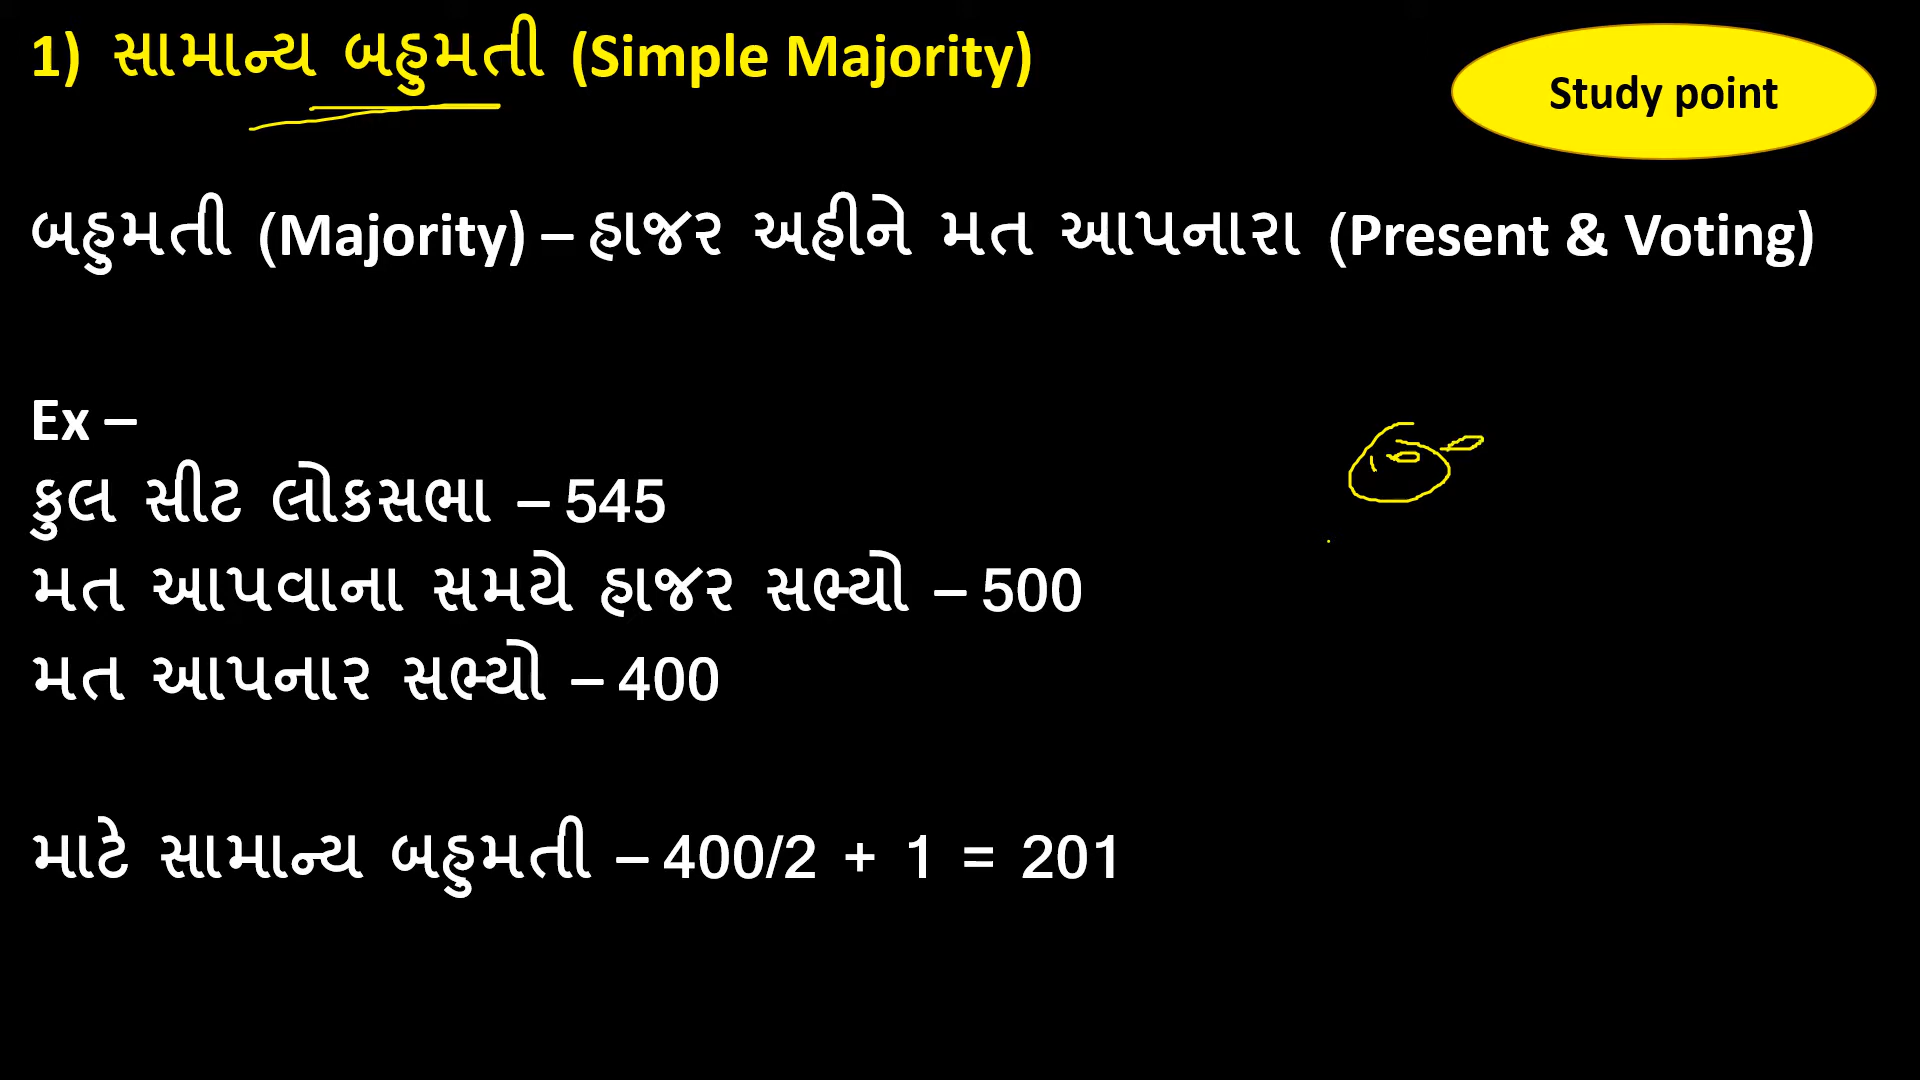 1) સામાન્ય બહુમતી (Simple Majority)
Study point
બહુમતી (Majority) – હાજર અહીને મત આપનારા (Present & Voting)
Ex –
કુલ સીટ લોકસભા – 545
મત આપવાના સમયે હાજર સભ્યો – 500
મત આપનાર સભ્યો – 400
માટે સામાન્ય બહુમતી – 400/2 + 1 = 201